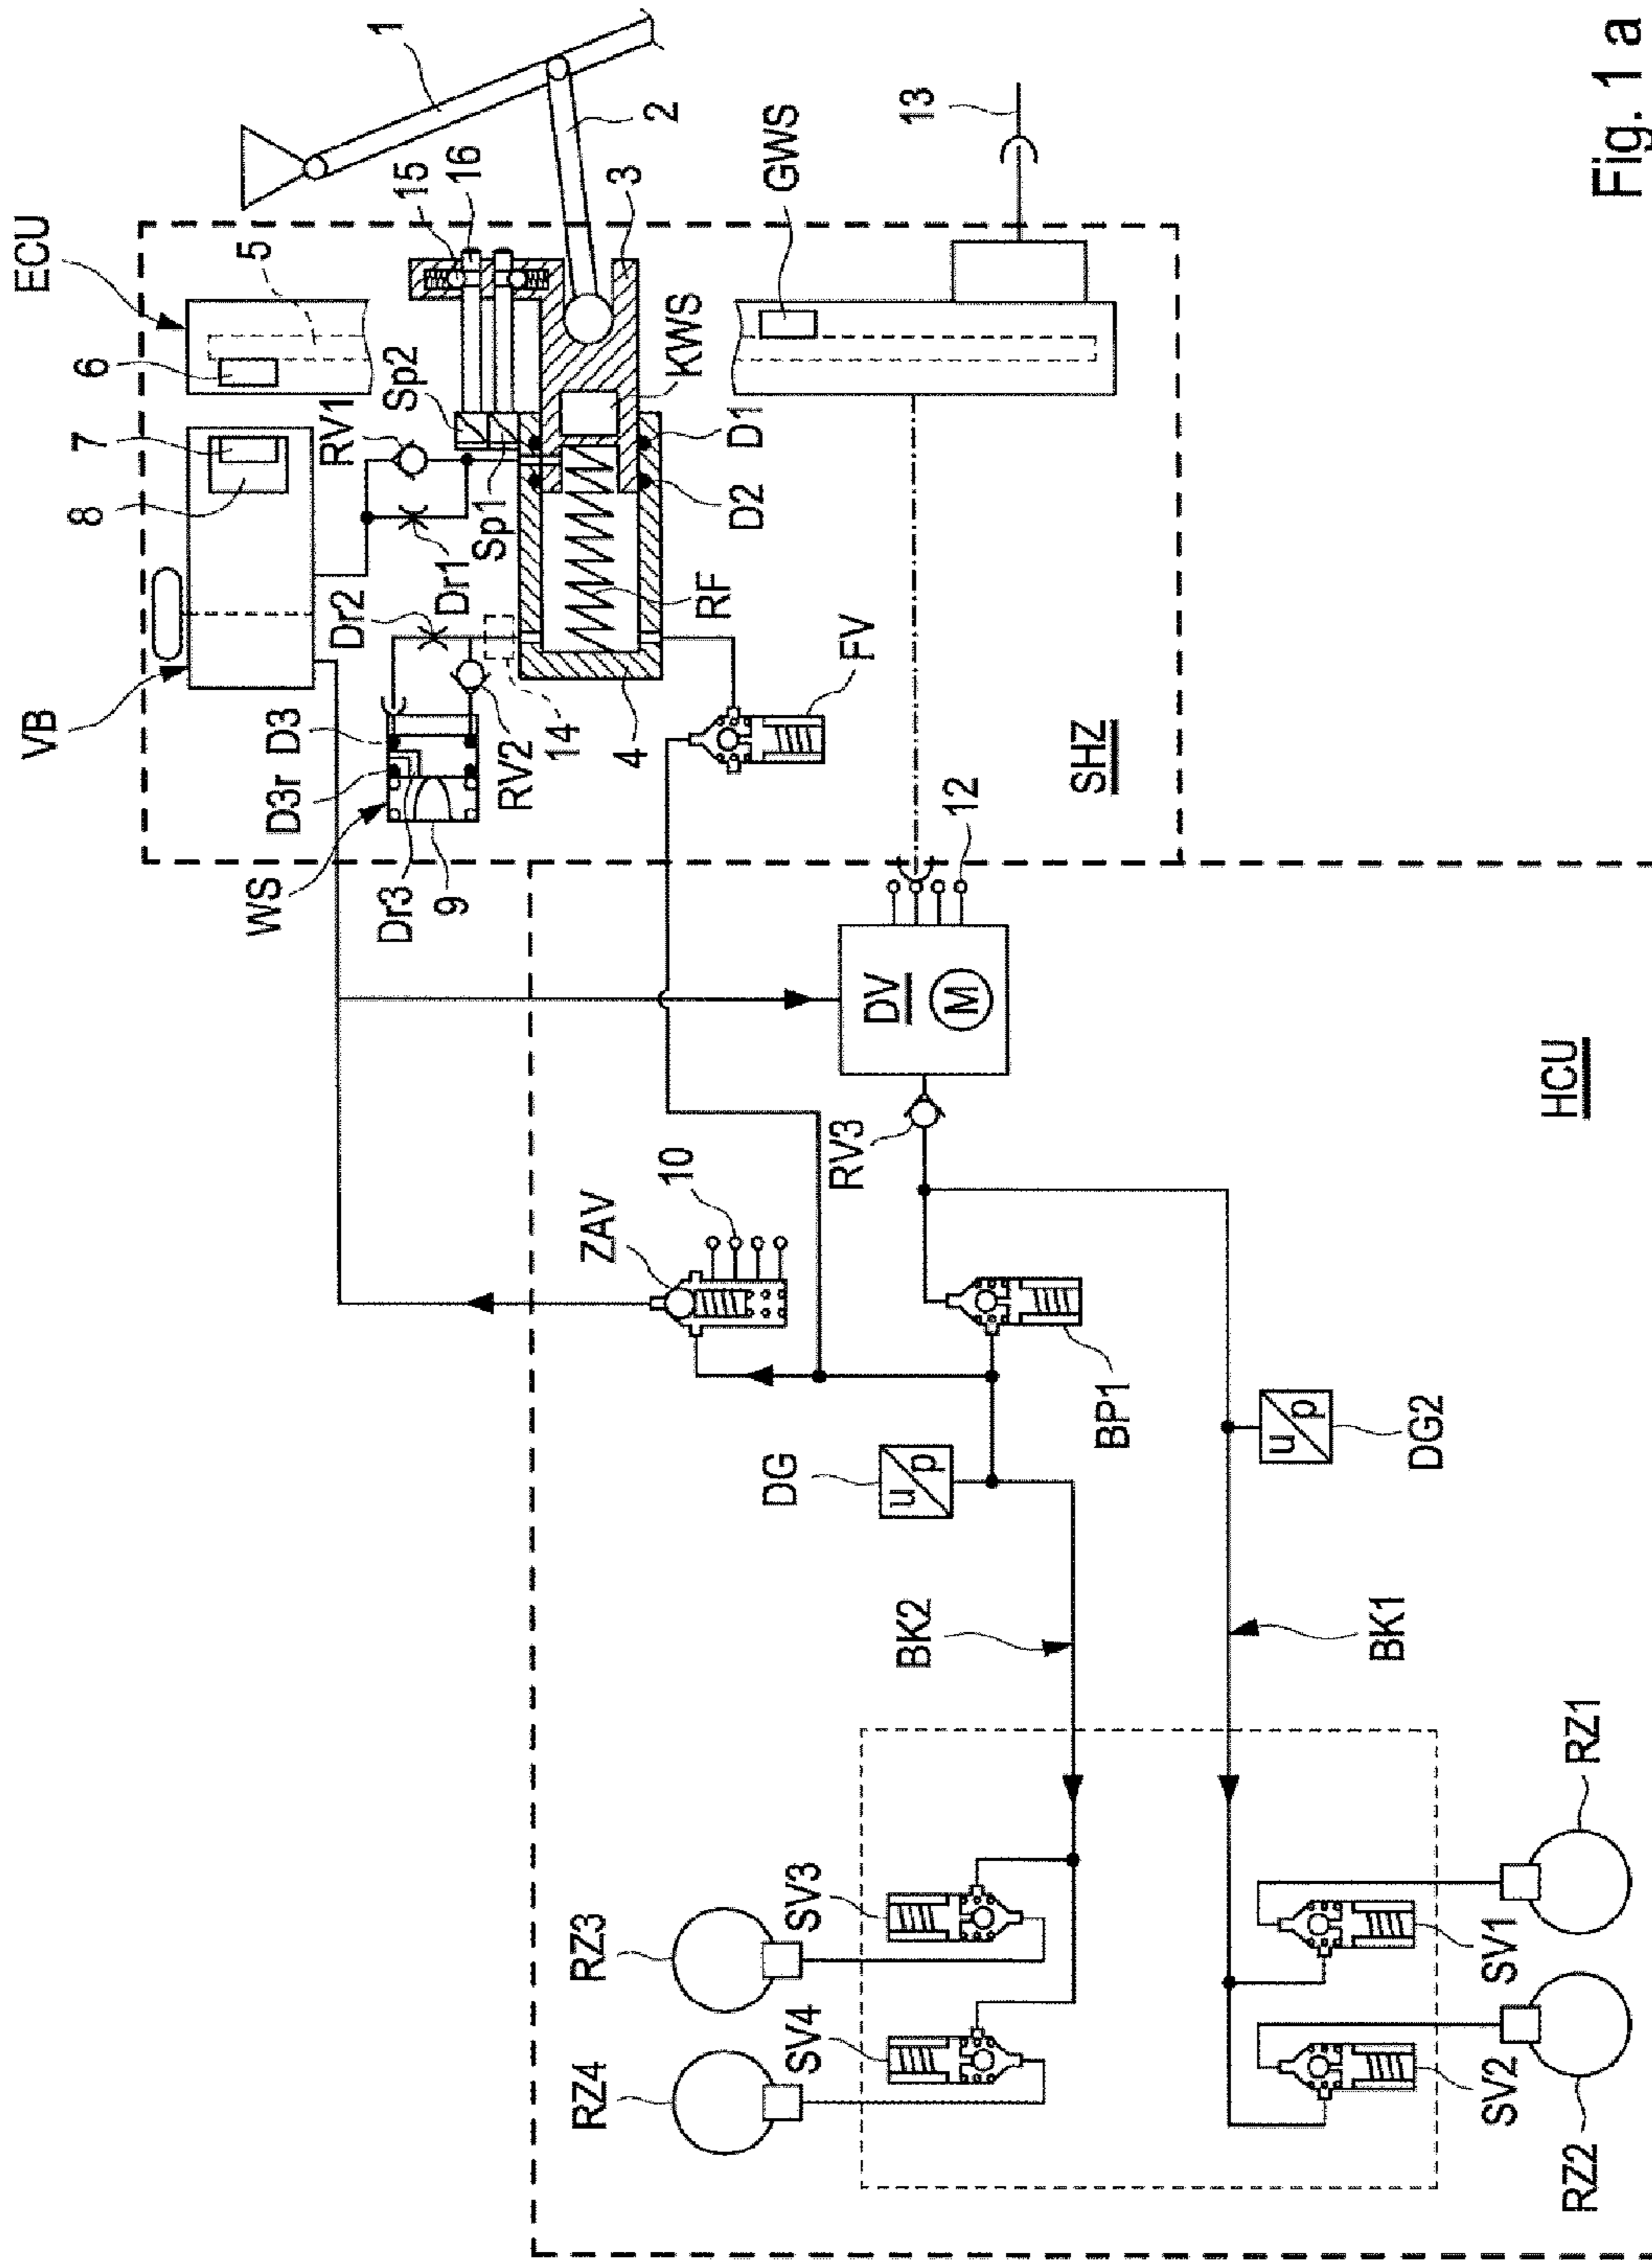 ECU
VB
6
5
7
8
RV1
Sp2
15
16
1
2
3
KWS
GWS
13
D1
D2
Sp1
Dr1
Dr2
RF
FV
4
14
RV2
D3
D3r
WS
Dr3
9
SHZ
12
DV
M
RV3
10
ZAV
HCU
BP1
DG
u
p
DG2
u
p
BK2
BK1
RZ3
SV3
RZ4
SV4
RZ1
SV1
RZ2
SV2
Fig. 1 a